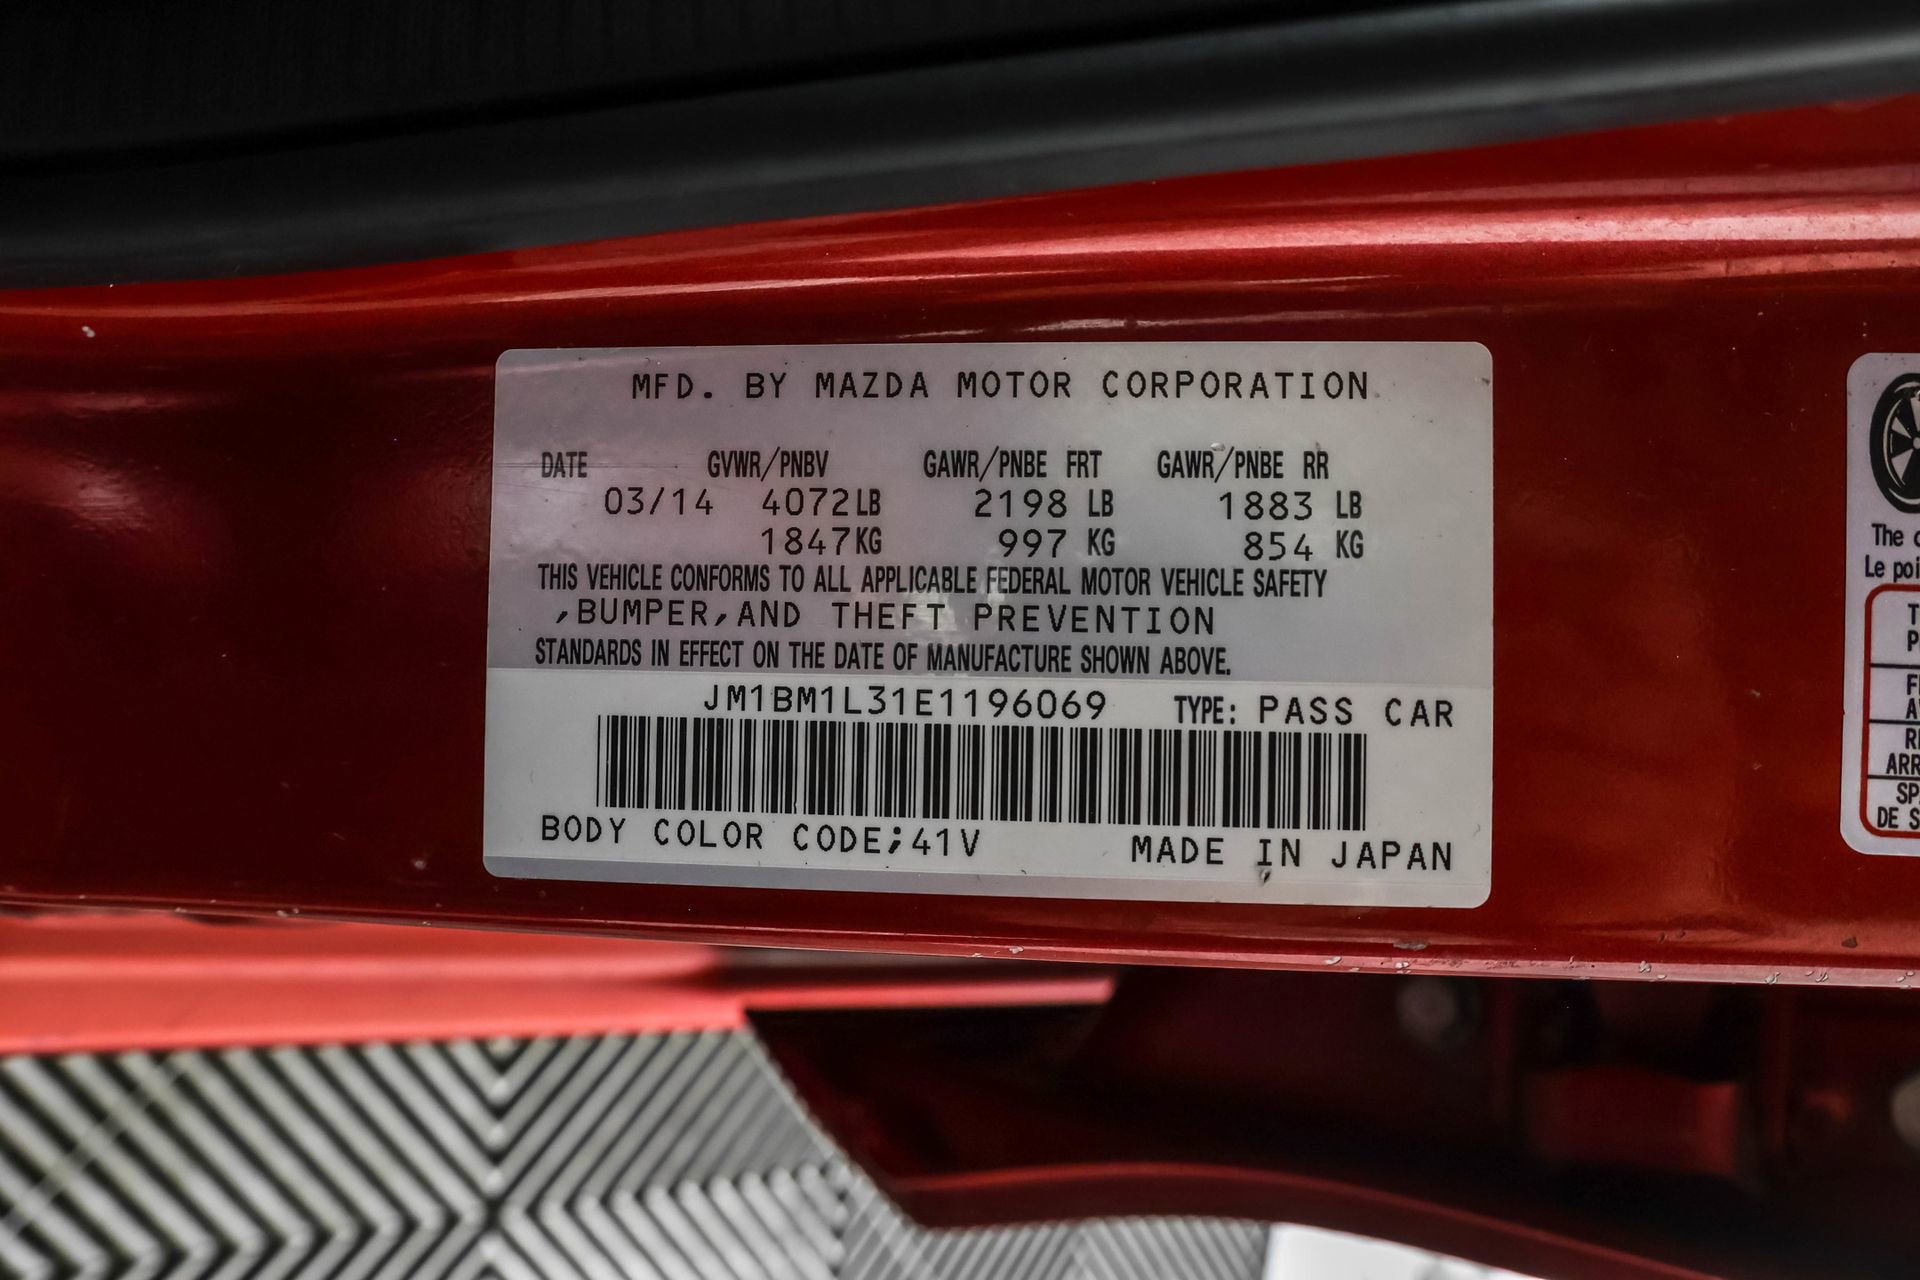 MFD. BY MAZDA MOTOR CORPORATION
DATE GVWR/PNBV GAWR/PNBE FRT GAWR/PNBE RR
03/14 4072LB 2198 LB 1883 LB
1847KG 997 KG 854 KG
THIS VEHICLE CONFORMS TO ALL APPLICABLE FEDERAL MOTOR VEHICLE SAFETY
,BUMPER,AND THEFT PREVENTION
STANDARDS IN EFFECT ON THE DATE OF MANUFACTURE SHOWN ABOVE.
JM1BM1L31E1196069 TYPE: PASS CAR
BODY COLOR CODE;41V MADE IN JAPAN
The
Le